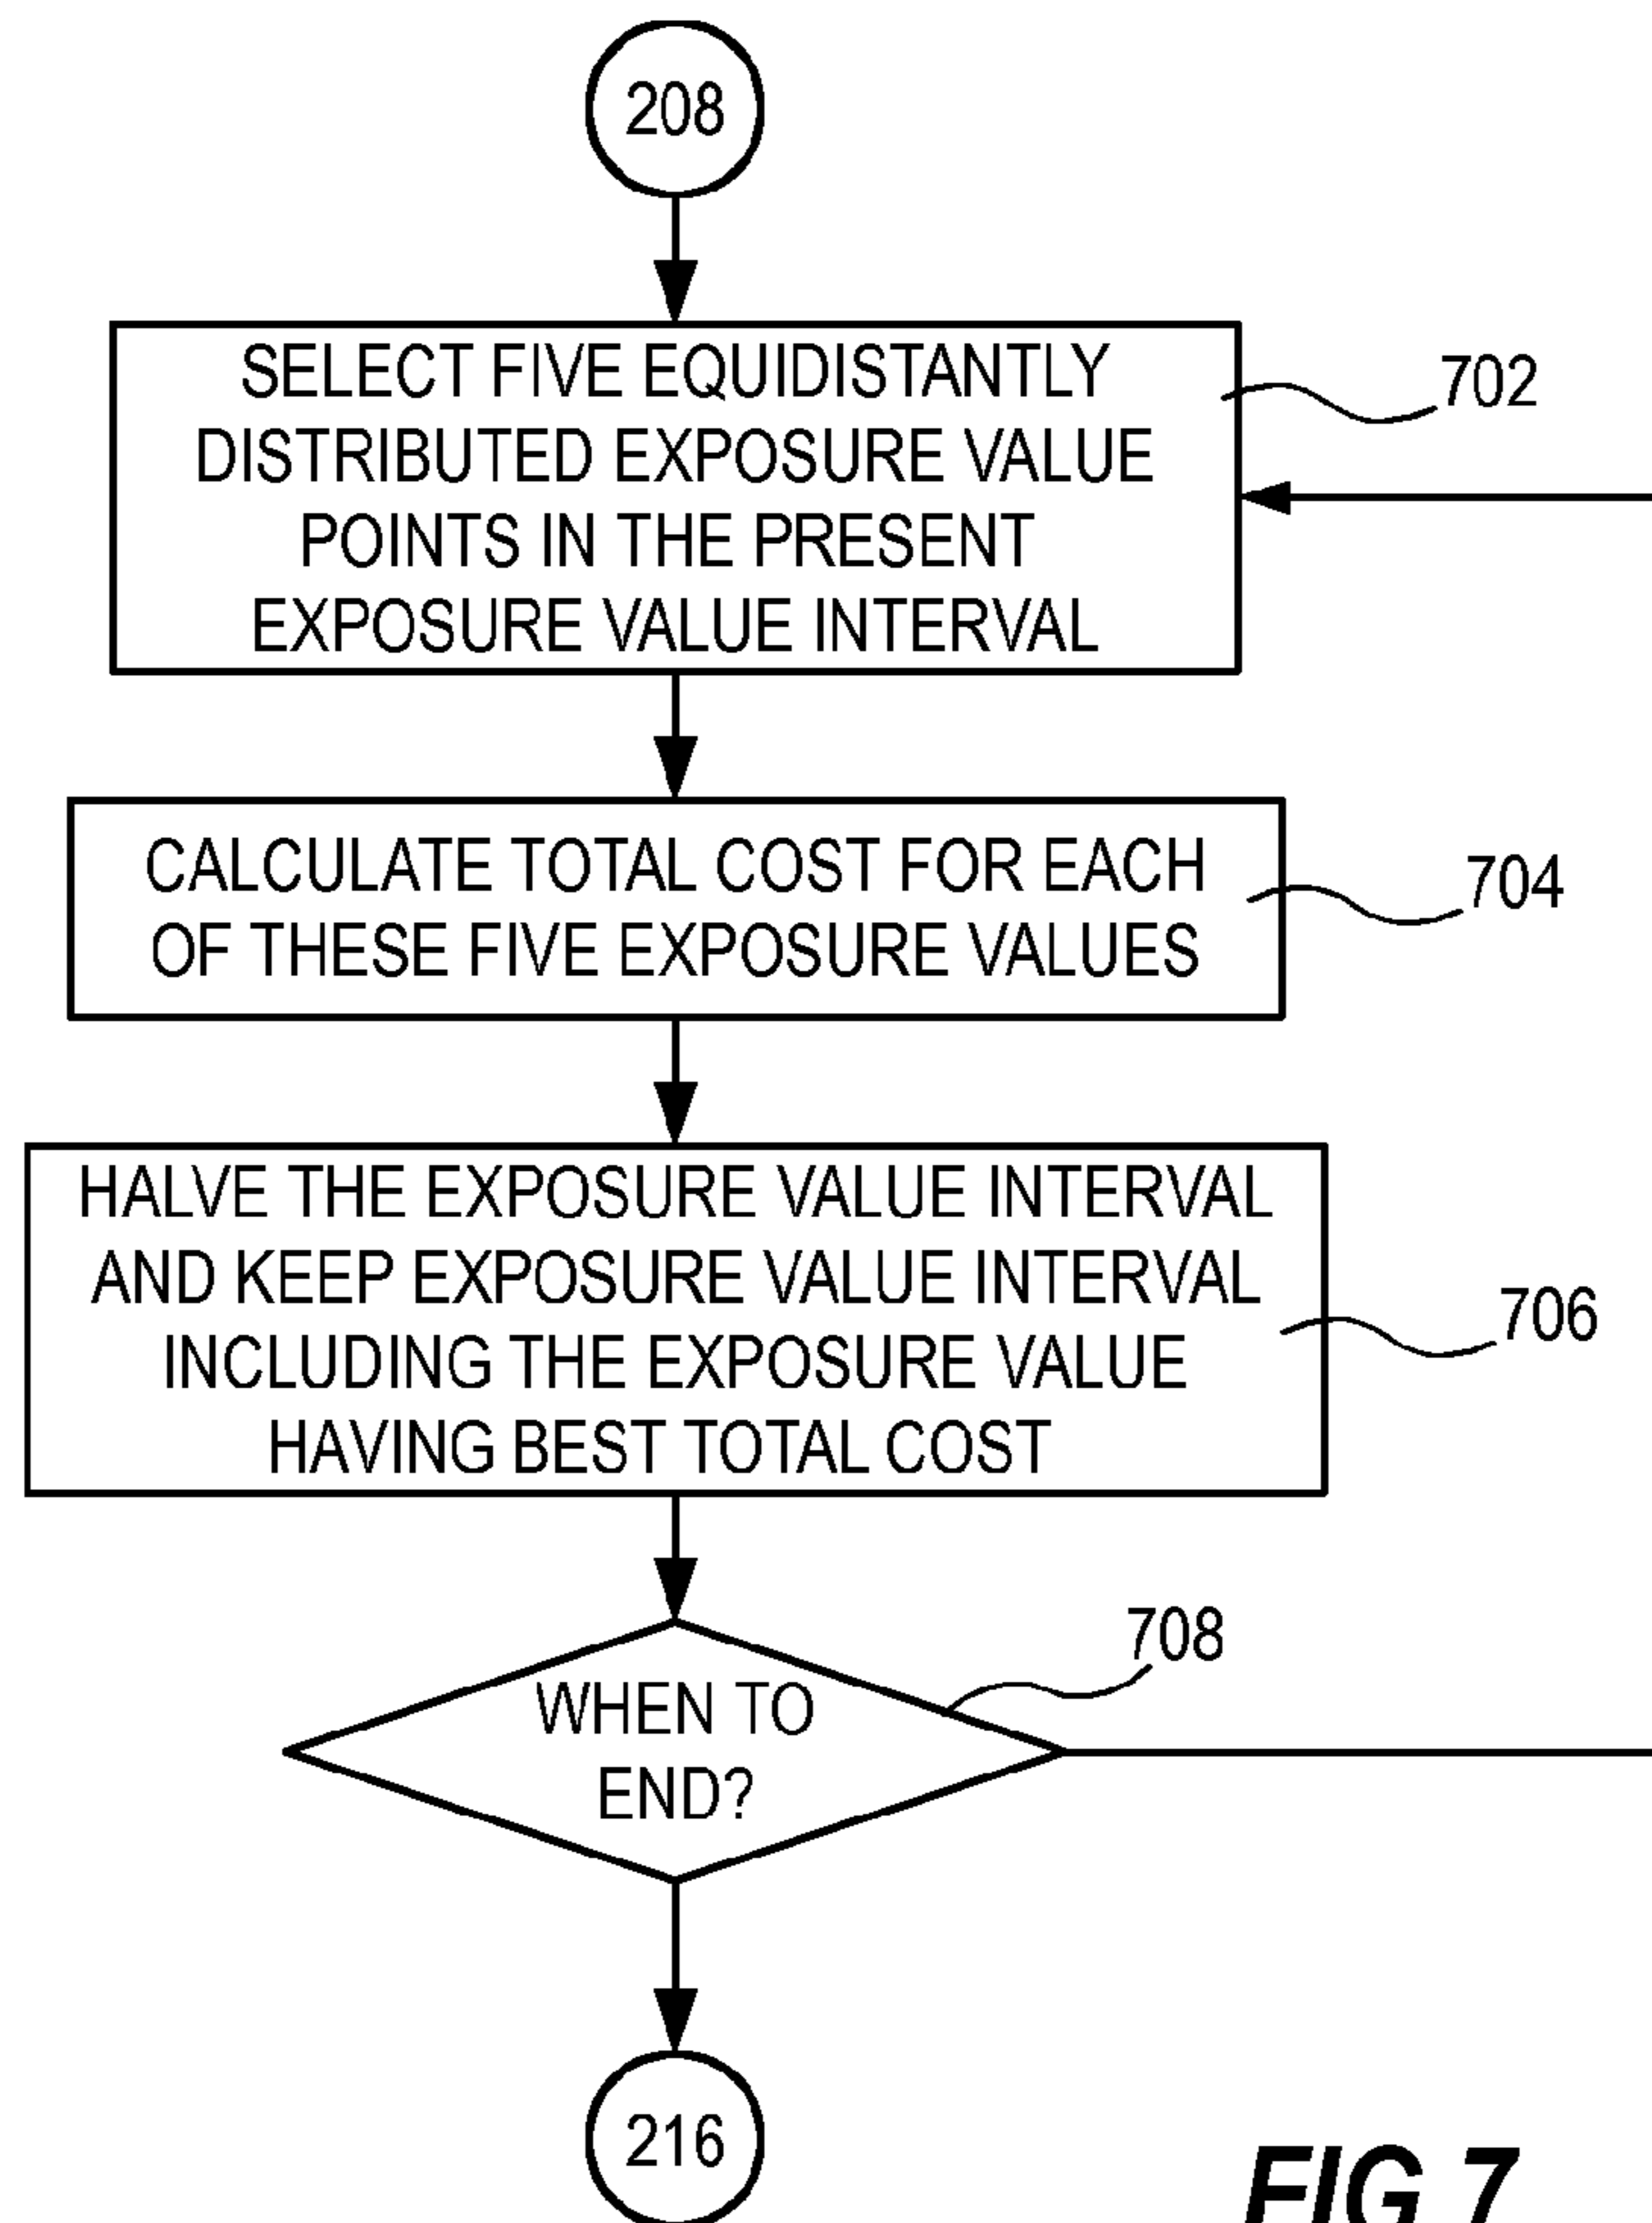 208
SELECT FIVE EQUIDISTANTLY
DISTRIBUTED EXPOSURE VALUE
POINTS IN THE PRESENT
EXPOSURE VALUE INTERVAL
702
CALCULATE TOTAL COST FOR EACH
OF THESE FIVE EXPOSURE VALUES
704
HALVE THE EXPOSURE VALUE INTERVAL
AND KEEP EXPOSURE VALUE INTERVAL
INCLUDING THE EXPOSURE VALUE
HAVING BEST TOTAL COST
706
708
WHEN TO
END?
216
FIG 7